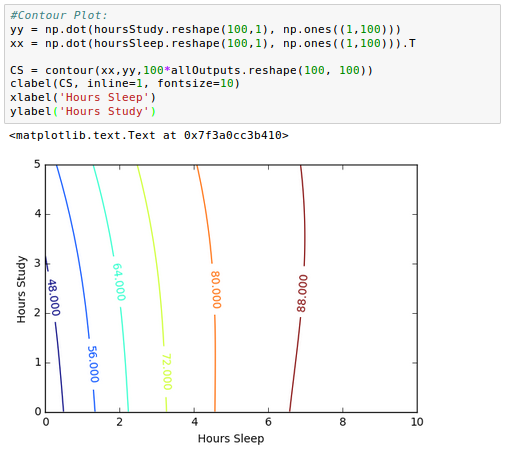 #Contour Plot:
yy = np.dot(hoursStudy.reshape(100,1), np.ones((1,100)))
xx = np.dot(hoursSleep.reshape(100,1), np.ones((1,100))).T
CS = contour(xx,yy,100*allOutputs.reshape(100, 100))
clabel(CS, inline=1, fontsize=10)
xlabel('Hours Sleep')
ylabel('Hours Study')
<matplotlib.text.Text at 0x7f3a0cc3b410>
5
4
3
2
1
0
Hours Study
48.000
56.000
64.000
72.000
80.000
88.000
0 2 4 6 8 10
Hours Sleep